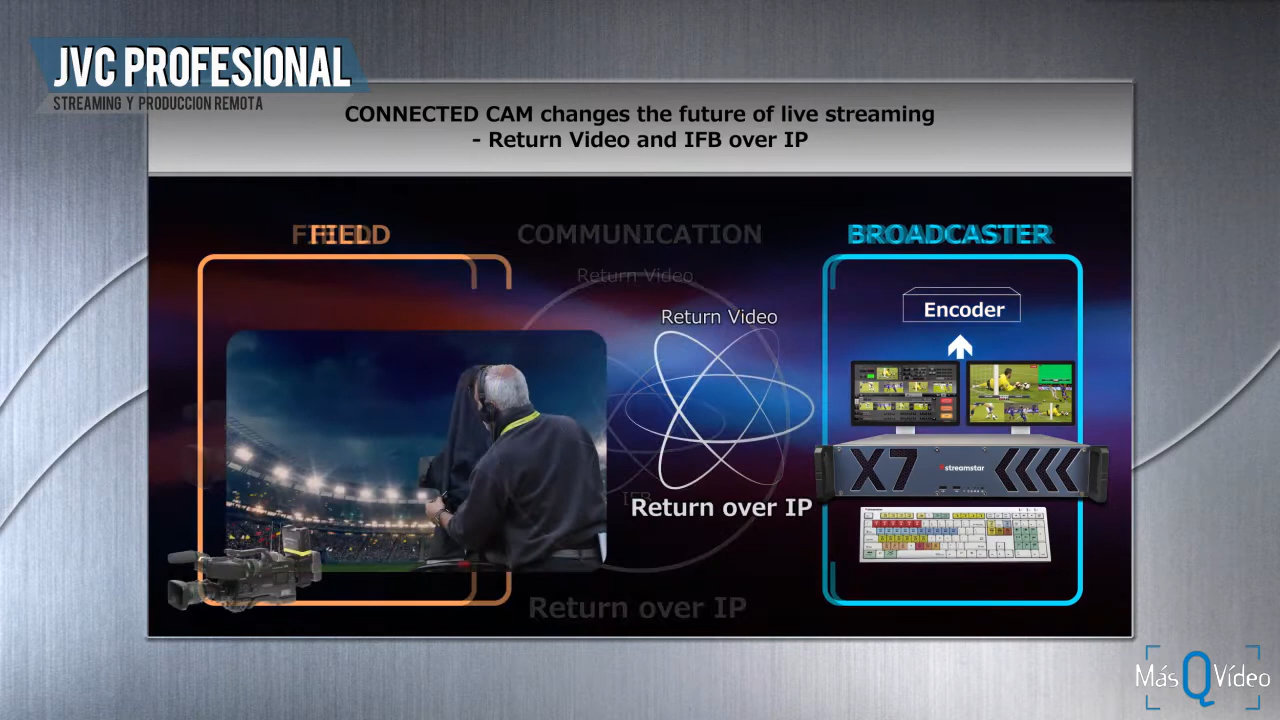 JVC PROFESIONAL
STREAMING Y PRODUCCION REMOTA
CONNECTED CAM changes the future of live streaming
- Return Video and IFB over IP
FIELD
COMMUNICATION
BROADCASTER
Return Video
Return Video
Encoder
X7
streamstar
IFB
Return over IP
Return over IP
Más Q Vídeo